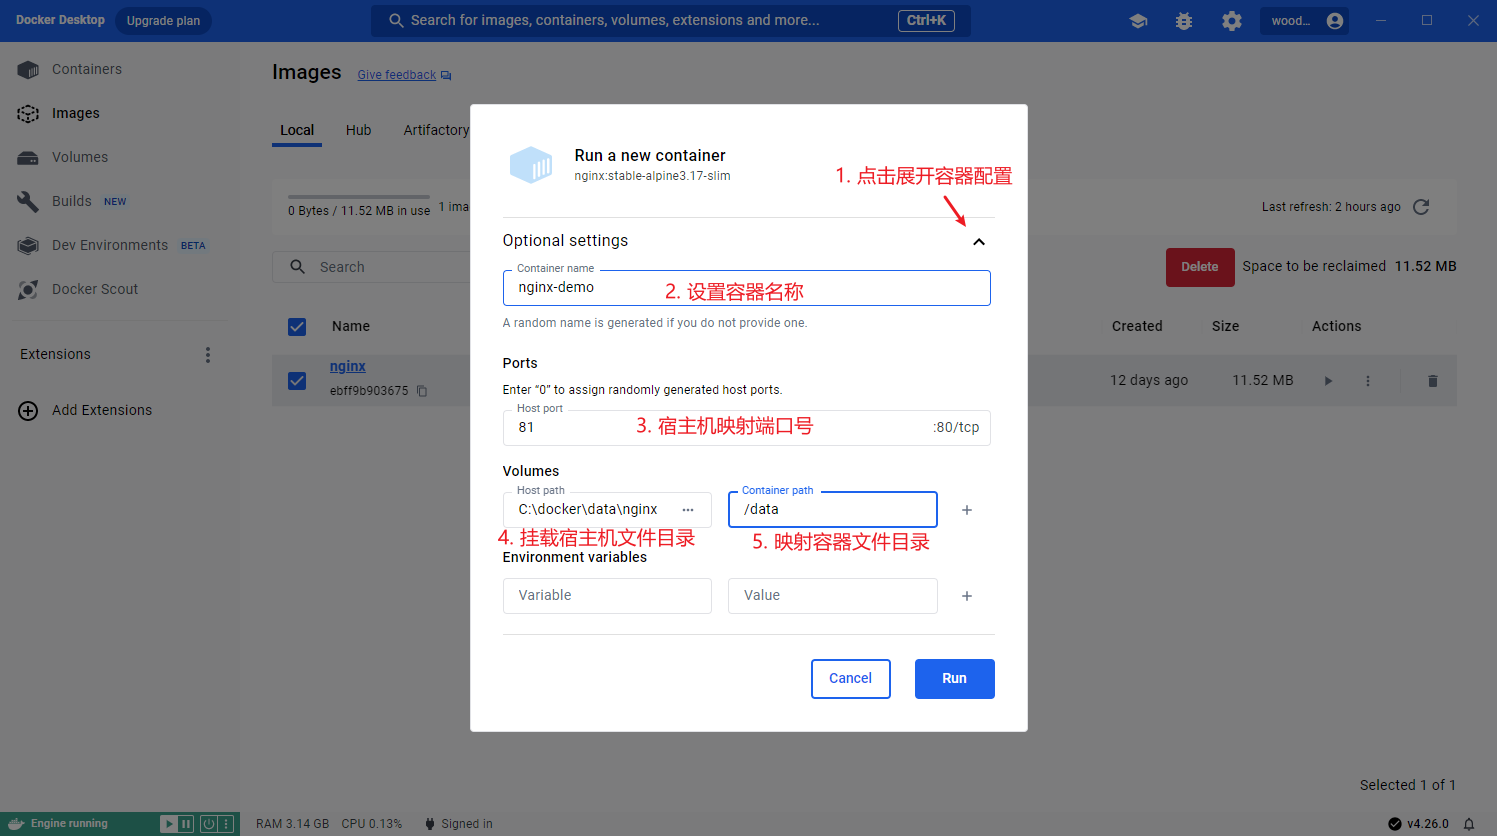 Docker Desktop
Upgrade plan
Search for images, containers, volumes, extensions and more...
Ctrl+K
wood...
Containers
Images
Volumes
Builds NEW
Dev Environments BETA
Docker Scout
Extensions
Add Extensions
Images Give feedback
Local Hub Artifactory
0 Bytes / 11.52 MB in use 1 ima
Last refresh: 2 hours ago
Search
Delete Space to be reclaimed 11.52 MB
Name Created Size Actions
nginx
ebff9b903675
12 days ago 11.52 MB
Run a new container
nginx:stable-alpine3.17-slim
1. 点击展开容器配置
Optional settings
Container name
nginx-demo
2. 设置容器名称
A random name is generated if you do not provide one.
Ports
Enter “0” to assign randomly generated host ports.
Host port
81
3. 宿主机映射端口号
:80/tcp
Volumes
Host path
C:\docker\data\nginx ...
Container path
/data
4. 挂载宿主机文件目录
5. 映射容器文件目录
Environment variables
Variable
Value
Cancel
Run
Selected 1 of 1
Engine running
RAM 3.14 GB CPU 0.13% Signed in
v4.26.0